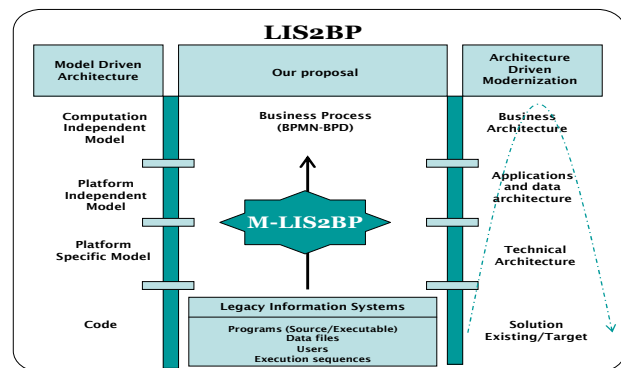 LIS2BP
Model Driven
Architecture
Our proposal
Architecture
Driven
Modernization
Computation
Independent
Model
Platform
Independent
Model
Platform
Specific Model
Code
Business Process
(BPMN-BPD)
M-LIS2BP
Legacy Information Systems
Programs (Source/Executable)
Data files
Users
Execution sequences
Business
Architecture
Applications
and data
architecture
Technical
Architecture
Solution
Existing/Target